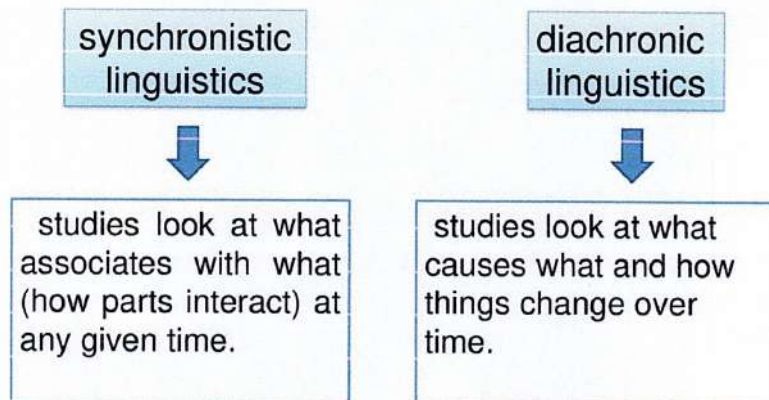 synchronistic
linguistics
diachronic
linguistics
studies look at what
associates with what
(how parts interact) at
any given time.
studies look at what
causes what and how
things change over
time.